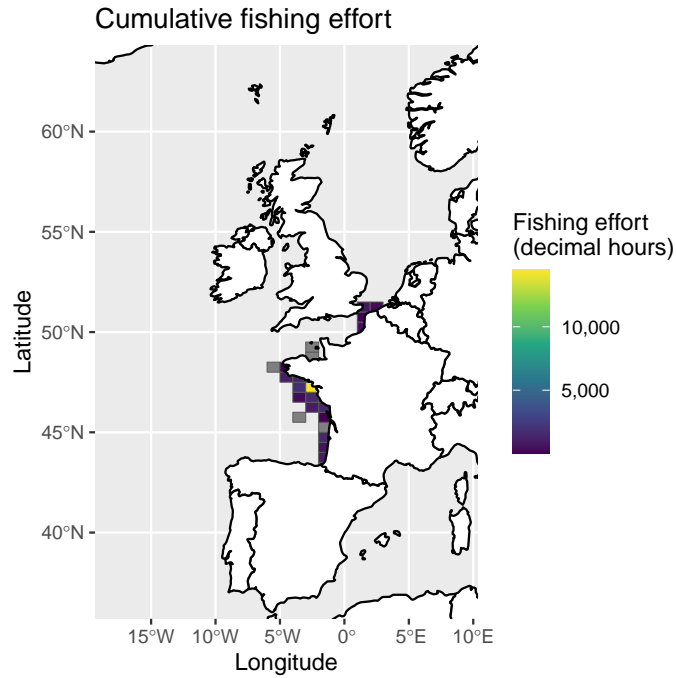 Cumulative fishing effort
60°N
55°N
50°N
45°N
40°N
Latitude
15°W 10°W 5°W 0° 5°E 10°E
Longitude
Fishing effort
(decimal hours)
10,000
5,000